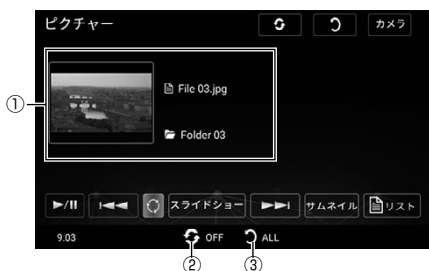 ピクチャー カメラ
① File 03.jpg
Folder 03
►/II I◄◄ スライドショー ►►I サムネイル リスト
9.03 OFF ALL
② ③